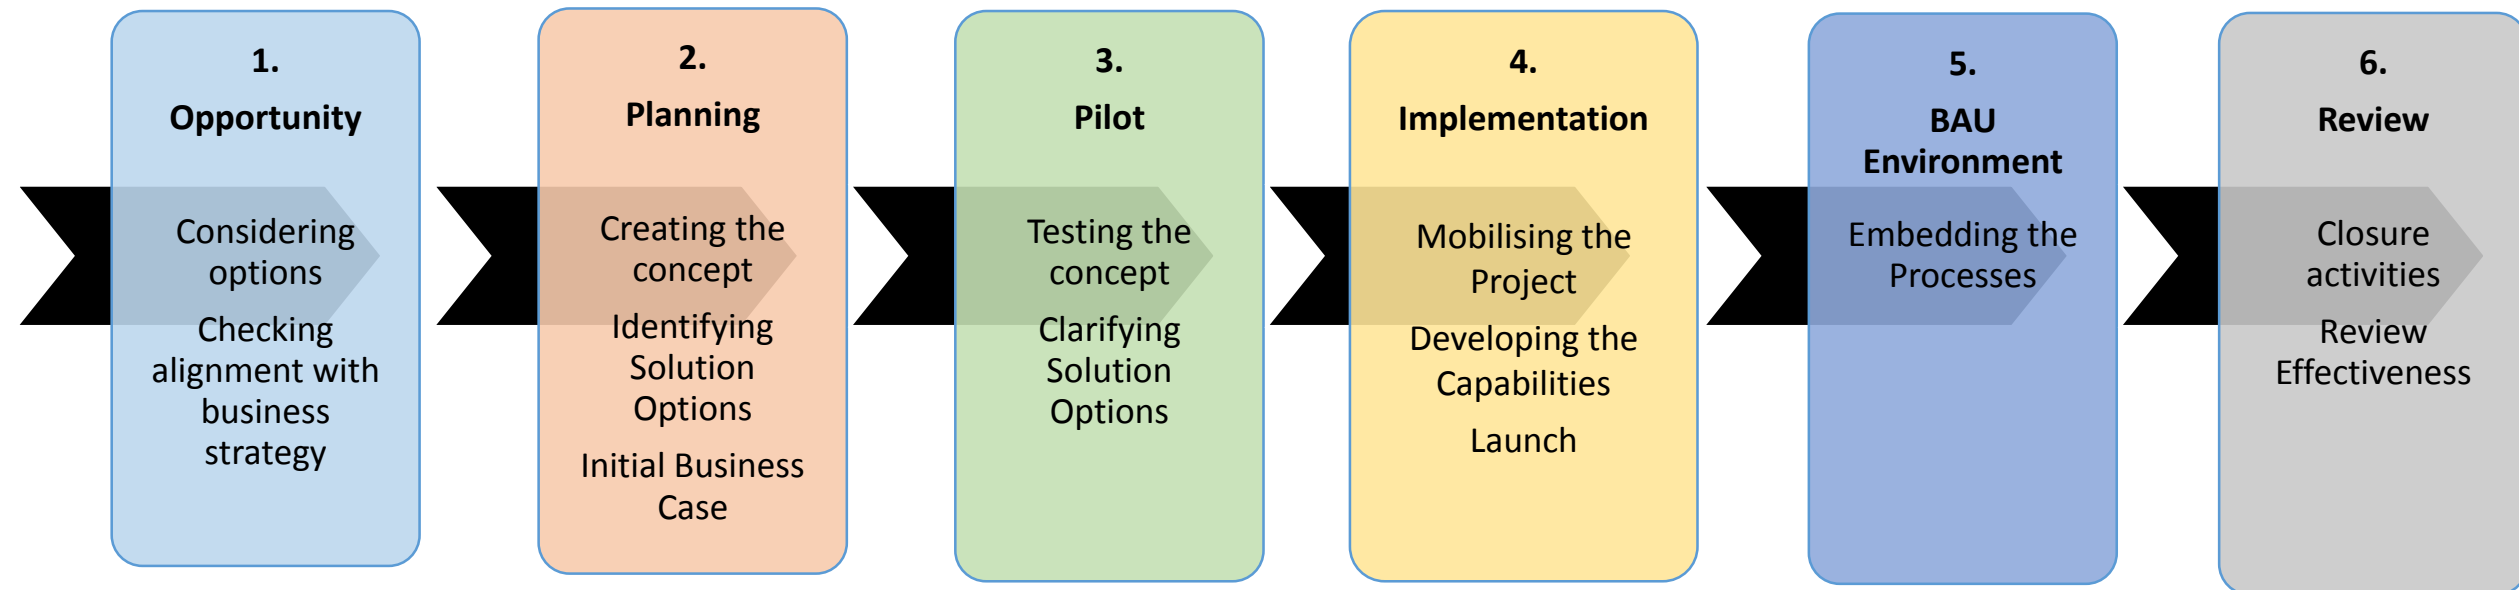 1.
Opportunity
Considering
options
Checking
alignment with
business
strategy
2.
Planning
Creating the
concept
Identifying
Solution
Options
Initial Business
Case
3.
Pilot
Testing the
concept
Clarifying
Solution
Options
4.
Implementation
Mobilising the
Project
Developing the
Capabilities
Launch
5.
BAU
Environment
Embedding the
Processes
6.
Review
Closure
activities
Review
Effectiveness